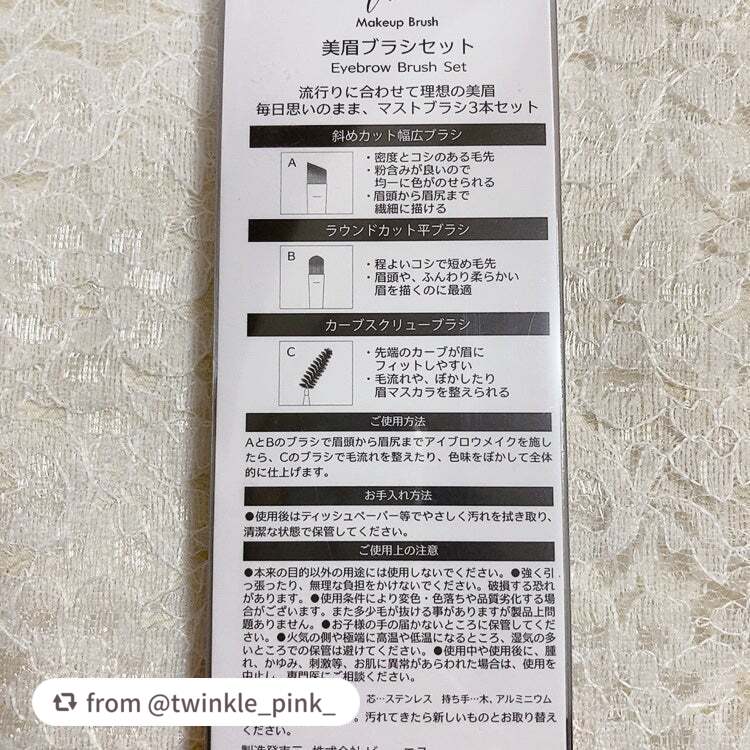 Makeup Brush
美眉ブラシセット
Eyebrow Brush Set
流行りに合わせて理想の美眉
毎日思いのまま、マストブラシ3本セット
斜めカット幅広ブラシ
A
・密度とコシのある毛先
・粉含みが良いので
均一に色がのせられる
・眉頭から眉尻まで
繊細に描ける
ラウンドカット平ブラシ
B
・程よいコシで短め毛先
・眉頭や、ふんわり柔らかい
眉を描くのに最適
カーブスクリューブラシ
C
・先端のカーブが眉に
フィットしやすい
・毛流れや、ぼかしたり
眉マスカラを整えられる
ご使用方法
AとBのブラシで眉頭から眉尻までアイブロウメイクを施し
たら、Cのブラシで毛流れを整えたり、色味をぼかして全体
的に仕上げます。
お手入れ方法
●使用後はティッシュペーパー等でやさしく汚れを拭き取り、
清潔な状態で保管してください。
ご使用上の注意
●本来の目的以外の用途には使用しないでください。●強く引
っ張ったり、無理な負担をかけないでください。破損する恐れ
があります。●使用条件により変色・色落ちや品質劣化する場
合がございます。また多少毛が抜ける事がありますが製品上問
題ありません。●お子様の手の届かないところに保管してくだ
さい。●火気の側や極端に高温や低温になるところ、湿気の多
いところでの保管は避けてください。●使用中や使用後に、腫
れ、かゆみ、刺激等、お肌に異常があらわれた場合は、使用を
中止し、専門医にご相談ください。
芯…ステンレス 持ち手…木、アルミニウム
。汚れてきたら新しいものとお取り替え
ください。
from @twinkle_pink_